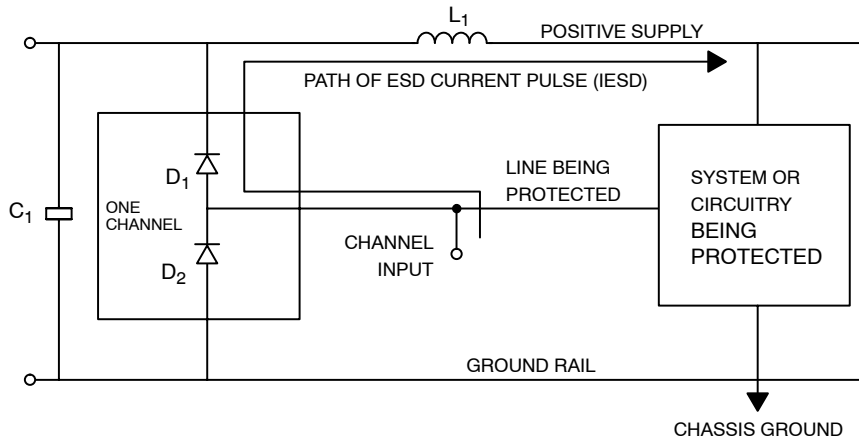 L1
POSITIVE SUPPLY
PATH OF ESD CURRENT PULSE (IESD)
D1
ONE
CHANNEL
D2
C1
LINE BEING
PROTECTED
CHANNEL
INPUT
SYSTEM OR
CIRCUITRY
BEING
PROTECTED
GROUND RAIL
CHASSIS GROUND